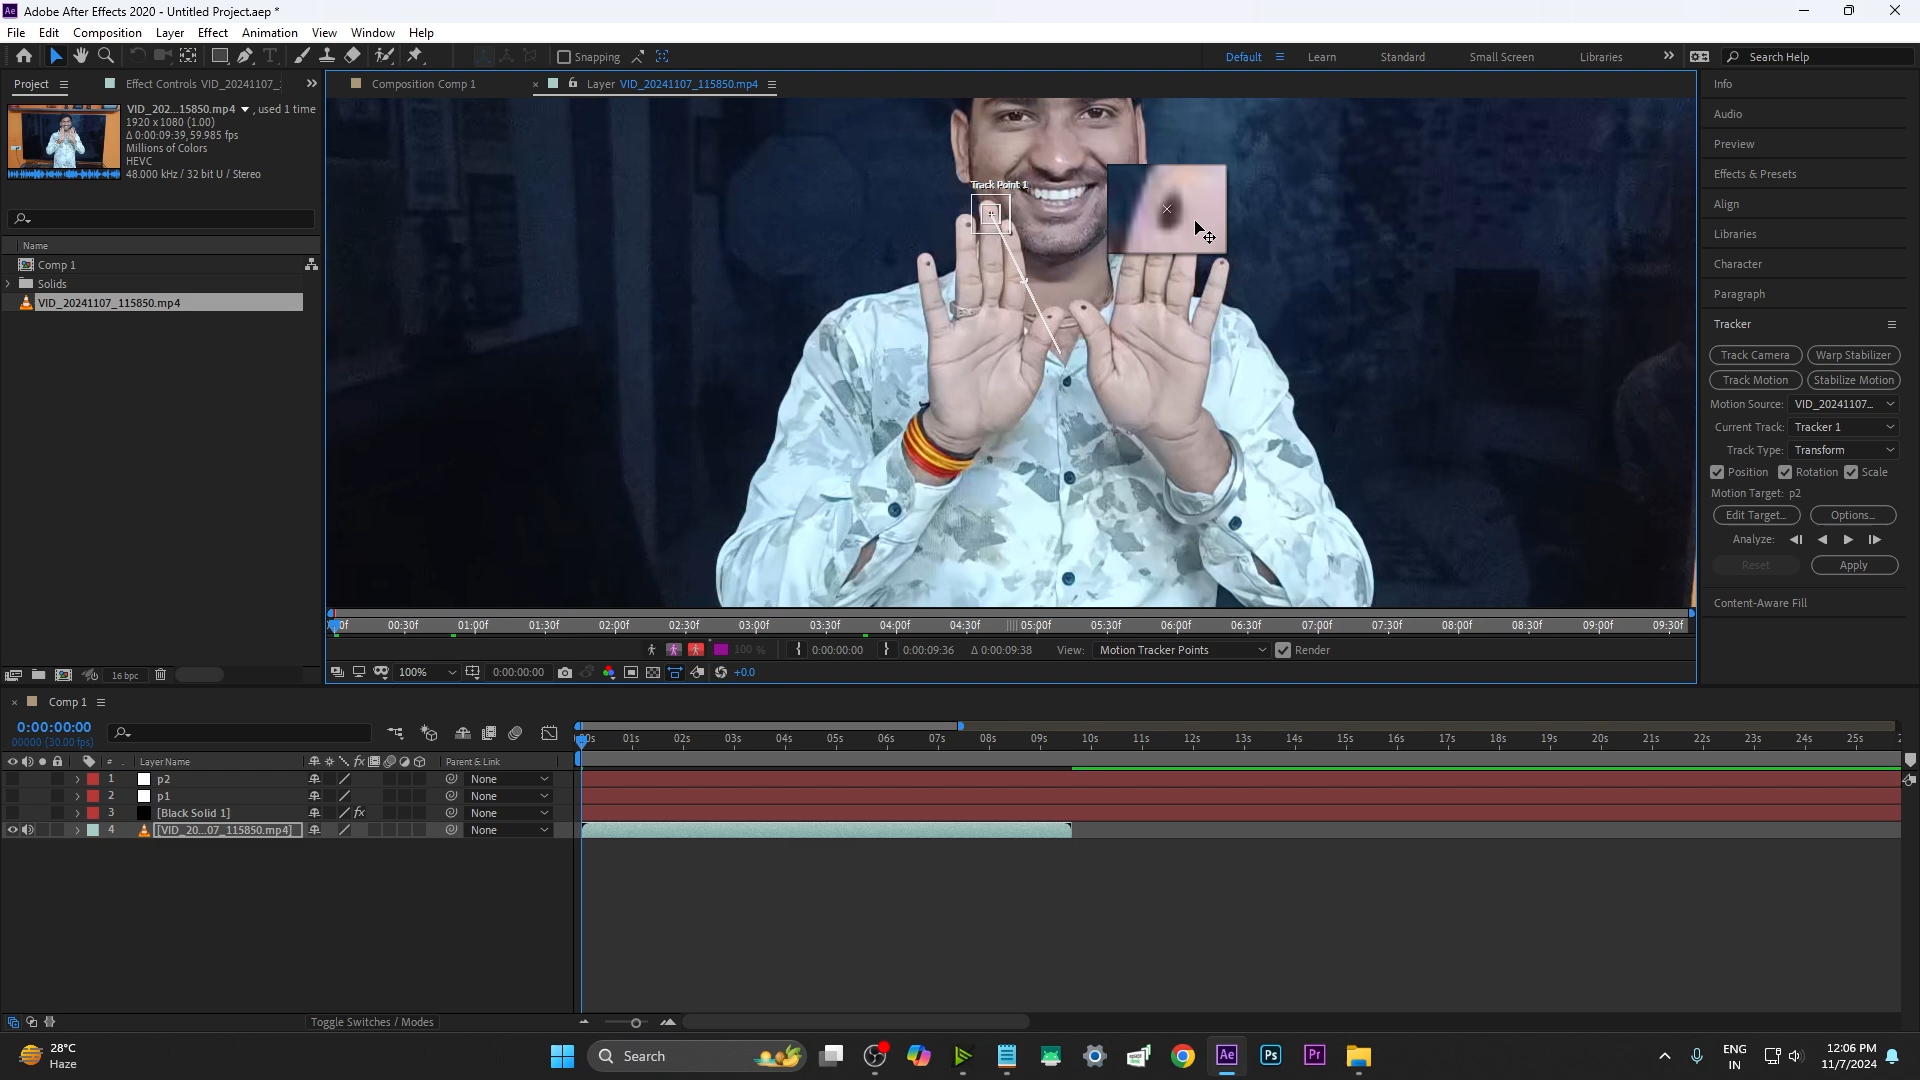 Adobe After Effects 2020 - Untitled Project.aep *
File Edit Composition Layer Effect Animation View Window Help
Snapping
Default Learn Standard Small Screen Libraries Search Help
Project Effect Controls VID_20241107_:
Composition Comp 1
Layer VID_20241107_115850.mp4
VID_202...15850.mp4 , used 1 time
1920 x 1080 (1.00)
Δ 0:00:09:39, 59.985 fps
Millions of Colors
HEVC
48.000 kHz / 32 bit U / Stereo
Name
Comp 1
Solids
VID_20241107_115850.mp4
16 bpc
Track Point 1
Info
Audio
Preview
Effects & Presets
Align
Libraries
Character
Paragraph
Tracker
Track Camera Warp Stabilizer
Track Motion Stabilize Motion
Motion Source: VID_20241107...
Current Track: Tracker 1
Track Type: Transform
Position Rotation Scale
Motion Target: p2
Edit Target... Options...
Analyze:
Reset Apply
Content-Aware Fill
00:30f 01:00f 01:30f 02:00f 02:30f 03:00f 03:30f 04:00f 04:30f 05:00f 05:30f 06:00f 06:30f 07:00f 07:30f 08:00f 08:30f 09:00f 09:30f
100 % 0:00:00:00 0:00:09:36 Δ 0:00:09:38 View: Motion Tracker Points Render
100% 0:00:00:00 +0.0
Comp 1
0:00:00:00
00000 (30.00 fps)
01s 02s 03s 04s 05s 06s 07s 08s 09s 10s 11s 12s 13s 14s 15s 16s 17s 18s 19s 20s 21s 22s 23s 24s 25s
# Layer Name Parent & Link
1 p2 None
2 p1 None
3 [Black Solid 1] None
4 [VID_20...07_115850.mp4] None
Toggle Switches / Modes
28°C
Haze
Search
Ae Ps Pr
ENG
IN
12:06 PM
11/7/2024